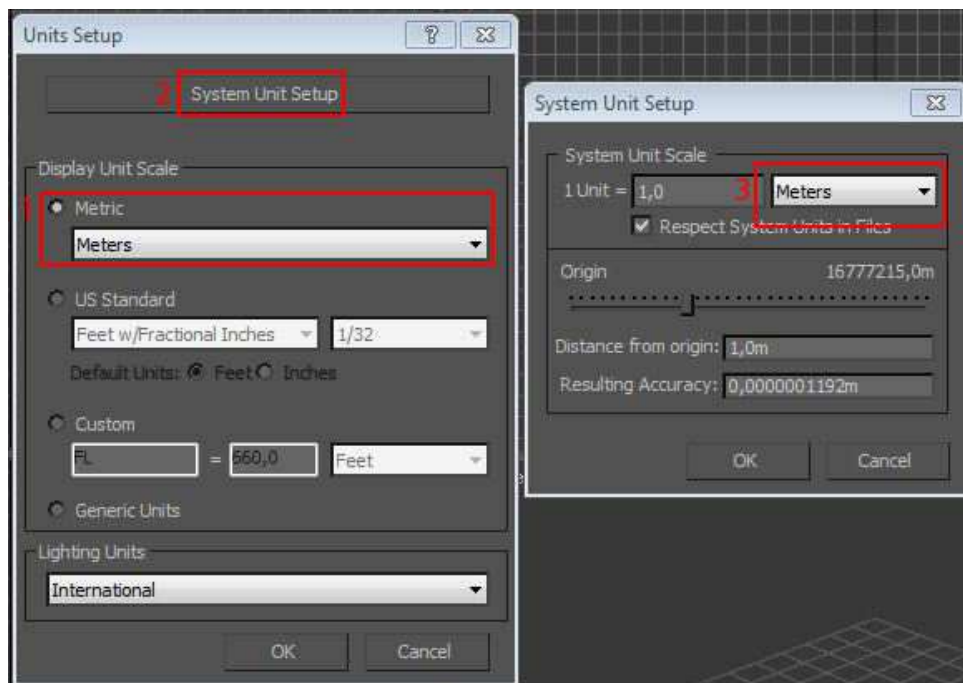 Units Setup
2 System Unit Setup
Display Unit Scale
1 Metric
Meters
US Standard
Feet w/Fractional Inches 1/32
Default Units: Feet Inches
Custom
FL = 660,0 Feet
Generic Units
Lighting Units
International
OK Cancel
System Unit Setup
System Unit Scale
1 Unit = 1,0 3 Meters
Respect System Units in Files
Origin 16777215,0m
Distance from origin: 1,0m
Resulting Accuracy: 0,0000001192m
OK Cancel